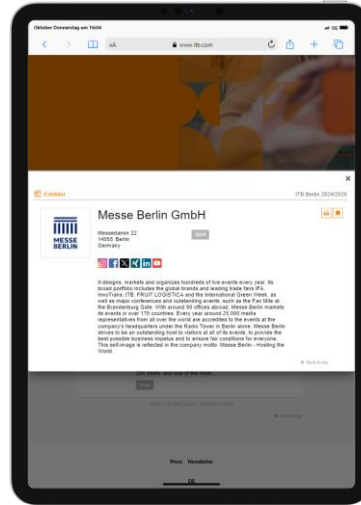 Oktober Donnerstag um 14:04
5G
AA
www.itb.com
Exhibitor
ITB Berlin 2024/2025
Messe Berlin GmbH
Messedamm 22
14055 Berlin
Germany
MESSE
BERLIN
It designs, markets and organizes hundreds of live events every year. Its
broad portfolio includes the global brands and leading trade fairs IFA,
InnoTrans, ITB, FRUIT LOGISTICA and the International Green Week, as
well as major conferences and outstanding events, such as the Fan Mile at
the Brandenburg Gate. With around 90 offices abroad, Messe Berlin markets
its events in over 170 countries. Every year around 25,000 media
representatives from all over the world are accredited to the events at the
company's headquarters under the Radio Tower in Berlin alone. Messe Berlin
strives to be an outstanding host to visitors at all of its events, to provide the
best possible business impetus and to ensure fair conditions for everyone.
This self-image is reflected in the company motto: Messe Berlin - Hosting the
World.
Back to top
Back to top
Press Newsletter
DE